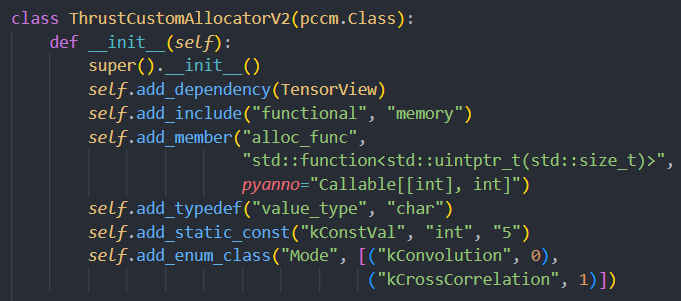 class ThrustCustomAllocatorV2(pccm.Class):
    def __init__(self):
        super().__init__()
        self.add_dependency(TensorView)
        self.add_include("functional", "memory")
        self.add_member("alloc_func",
                        "std::function<std::uintptr_t(std::size_t)>",
                        pyanno="Callable[[int], int]")
        self.add_typedef("value_type", "char")
        self.add_static_const("kConstVal", "int", "5")
        self.add_enum_class("Mode", [("kConvolution", 0),
                                     ("kCrossCorrelation", 1)])